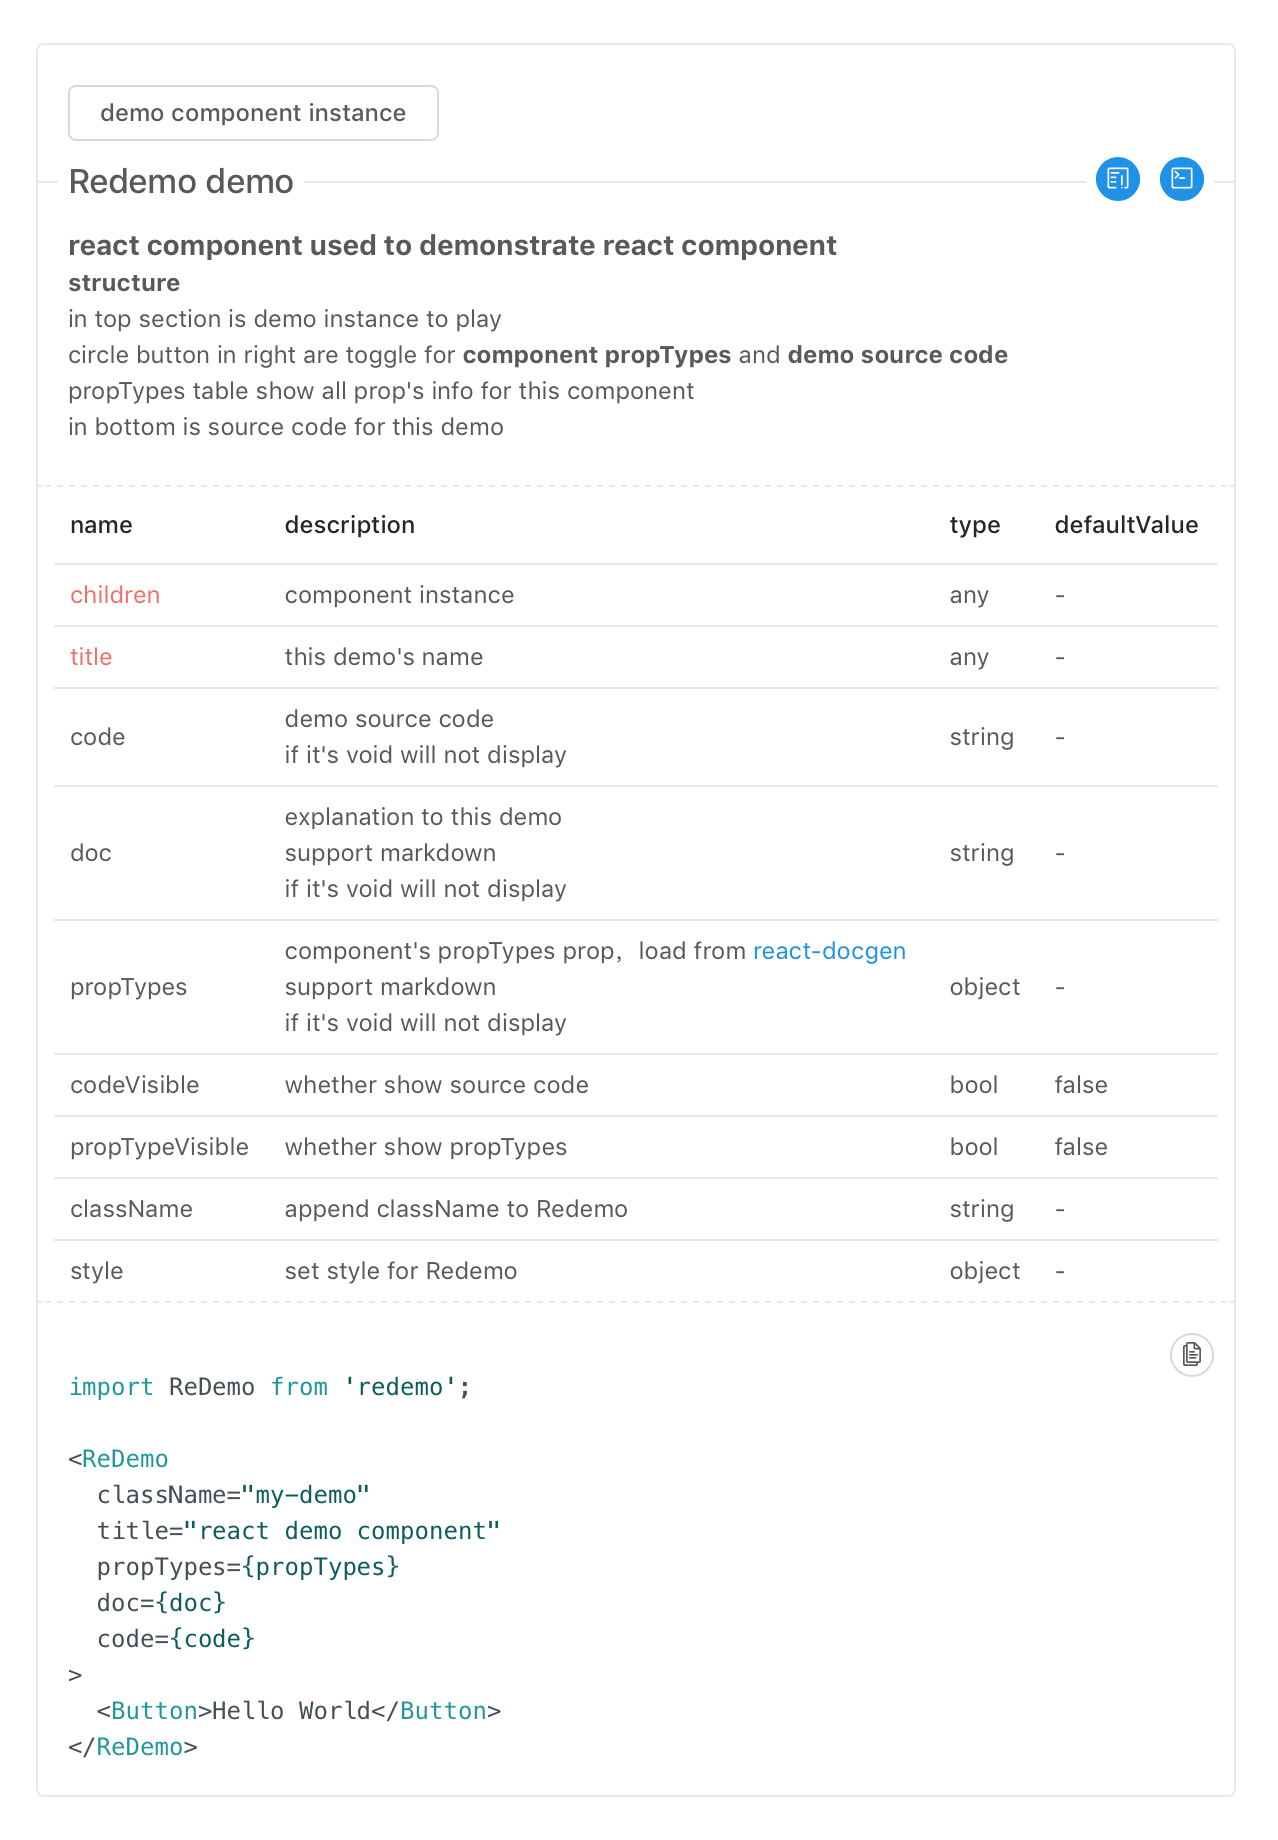 demo component instance
Redemo demo
react component used to demonstrate react component
structure
in top section is demo instance to play
circle button in right are toggle for component propTypes and demo source code
propTypes table show all prop's info for this component
in bottom is source code for this demo
name description type defaultValue
children component instance any -
title this demo's name any -
code demo source code
if it's void will not display string -
doc explanation to this demo
support markdown
if it's void will not display string -
propTypes component's propTypes prop，load from react-docgen
support markdown
if it's void will not display object -
codeVisible whether show source code bool false
propTypeVisible whether show propTypes bool false
className append className to Redemo string -
style set style for Redemo object -
import ReDemo from 'redemo';
<ReDemo
  className="my-demo"
  title="react demo component"
  propTypes={propTypes}
  doc={doc}
  code={code}
>
  <Button>Hello World</Button>
</ReDemo>